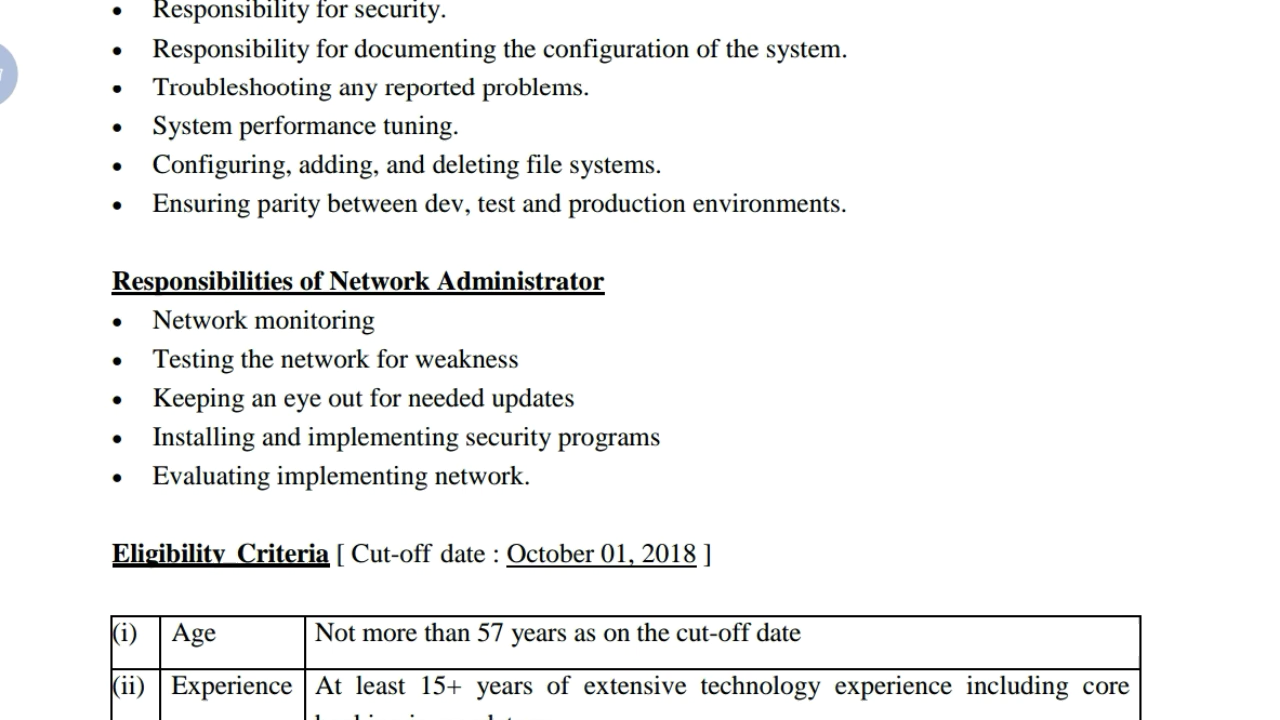 • Responsibility for security.
• Responsibility for documenting the configuration of the system.
• Troubleshooting any reported problems.
• System performance tuning.
• Configuring, adding, and deleting file systems.
• Ensuring parity between dev, test and production environments.
Responsibilities of Network Administrator
• Network monitoring
• Testing the network for weakness
• Keeping an eye out for needed updates
• Installing and implementing security programs
• Evaluating implementing network.
Eligibility Criteria [ Cut-off date : October 01, 2018 ]
(i) Age Not more than 57 years as on the cut-off date
(ii) Experience At least 15+ years of extensive technology experience including core